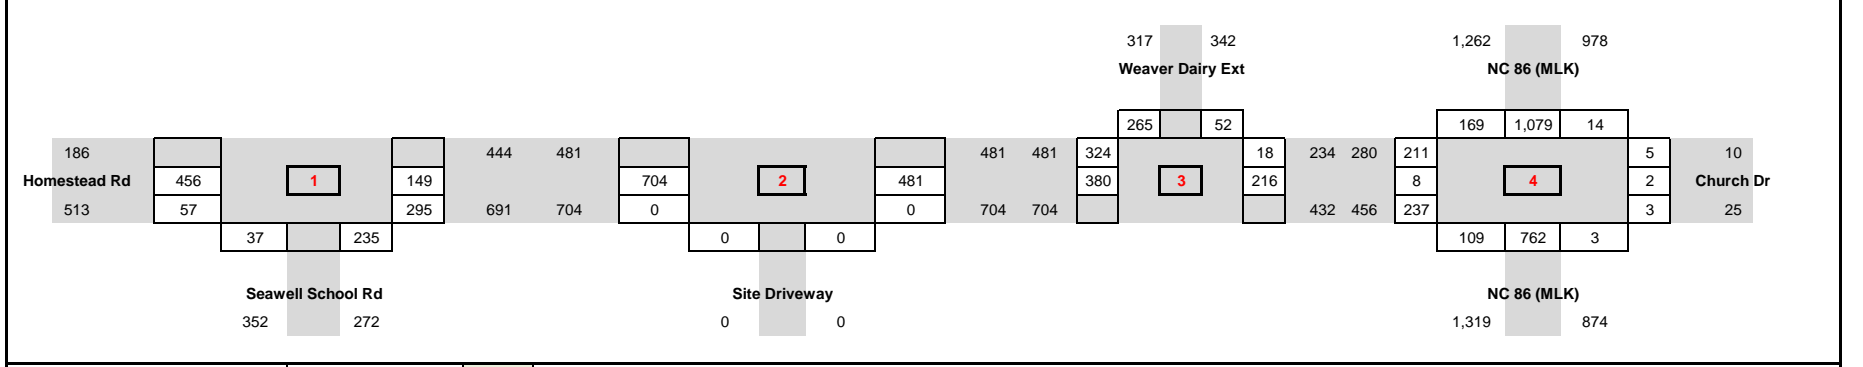 317 342 1,262 978
Weaver Dairy Ext NC 86 (MLK)
265 52 169 1,079 14
186 444 481 481 481 324 18 234 280 211 5 10
Homestead Rd 456 1 149 704 2 481 380 3 216 8 4 2 Church Dr
513 57 295 691 704 0 0 704 704 432 456 237 3 25
37 235 0 0 109 762 3
Seawell School Rd Site Driveway NC 86 (MLK)
352 272 0 0 1,319 874